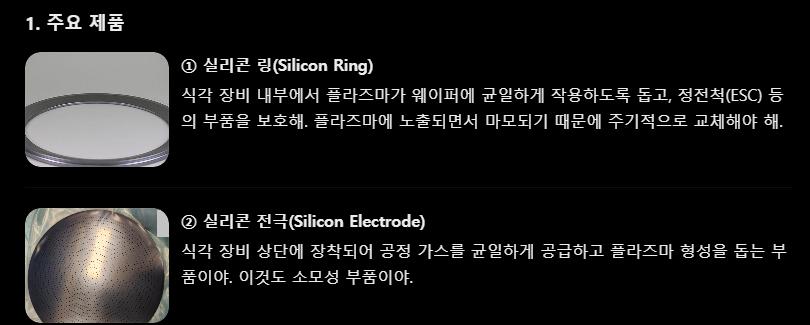 1. 주요 제품
① 실리콘 링(Silicon Ring)
식각 장비 내부에서 플라즈마가 웨이퍼에 균일하게 작용하도록 돕고, 정전척(ESC) 등
의 부품을 보호해. 플라즈마에 노출되면서 마모되기 때문에 주기적으로 교체해야 해.
② 실리콘 전극(Silicon Electrode)
식각 장비 상단에 장착되어 공정 가스를 균일하게 공급하고 플라즈마 형성을 돕는 부
품이야. 이것도 소모성 부품이야.